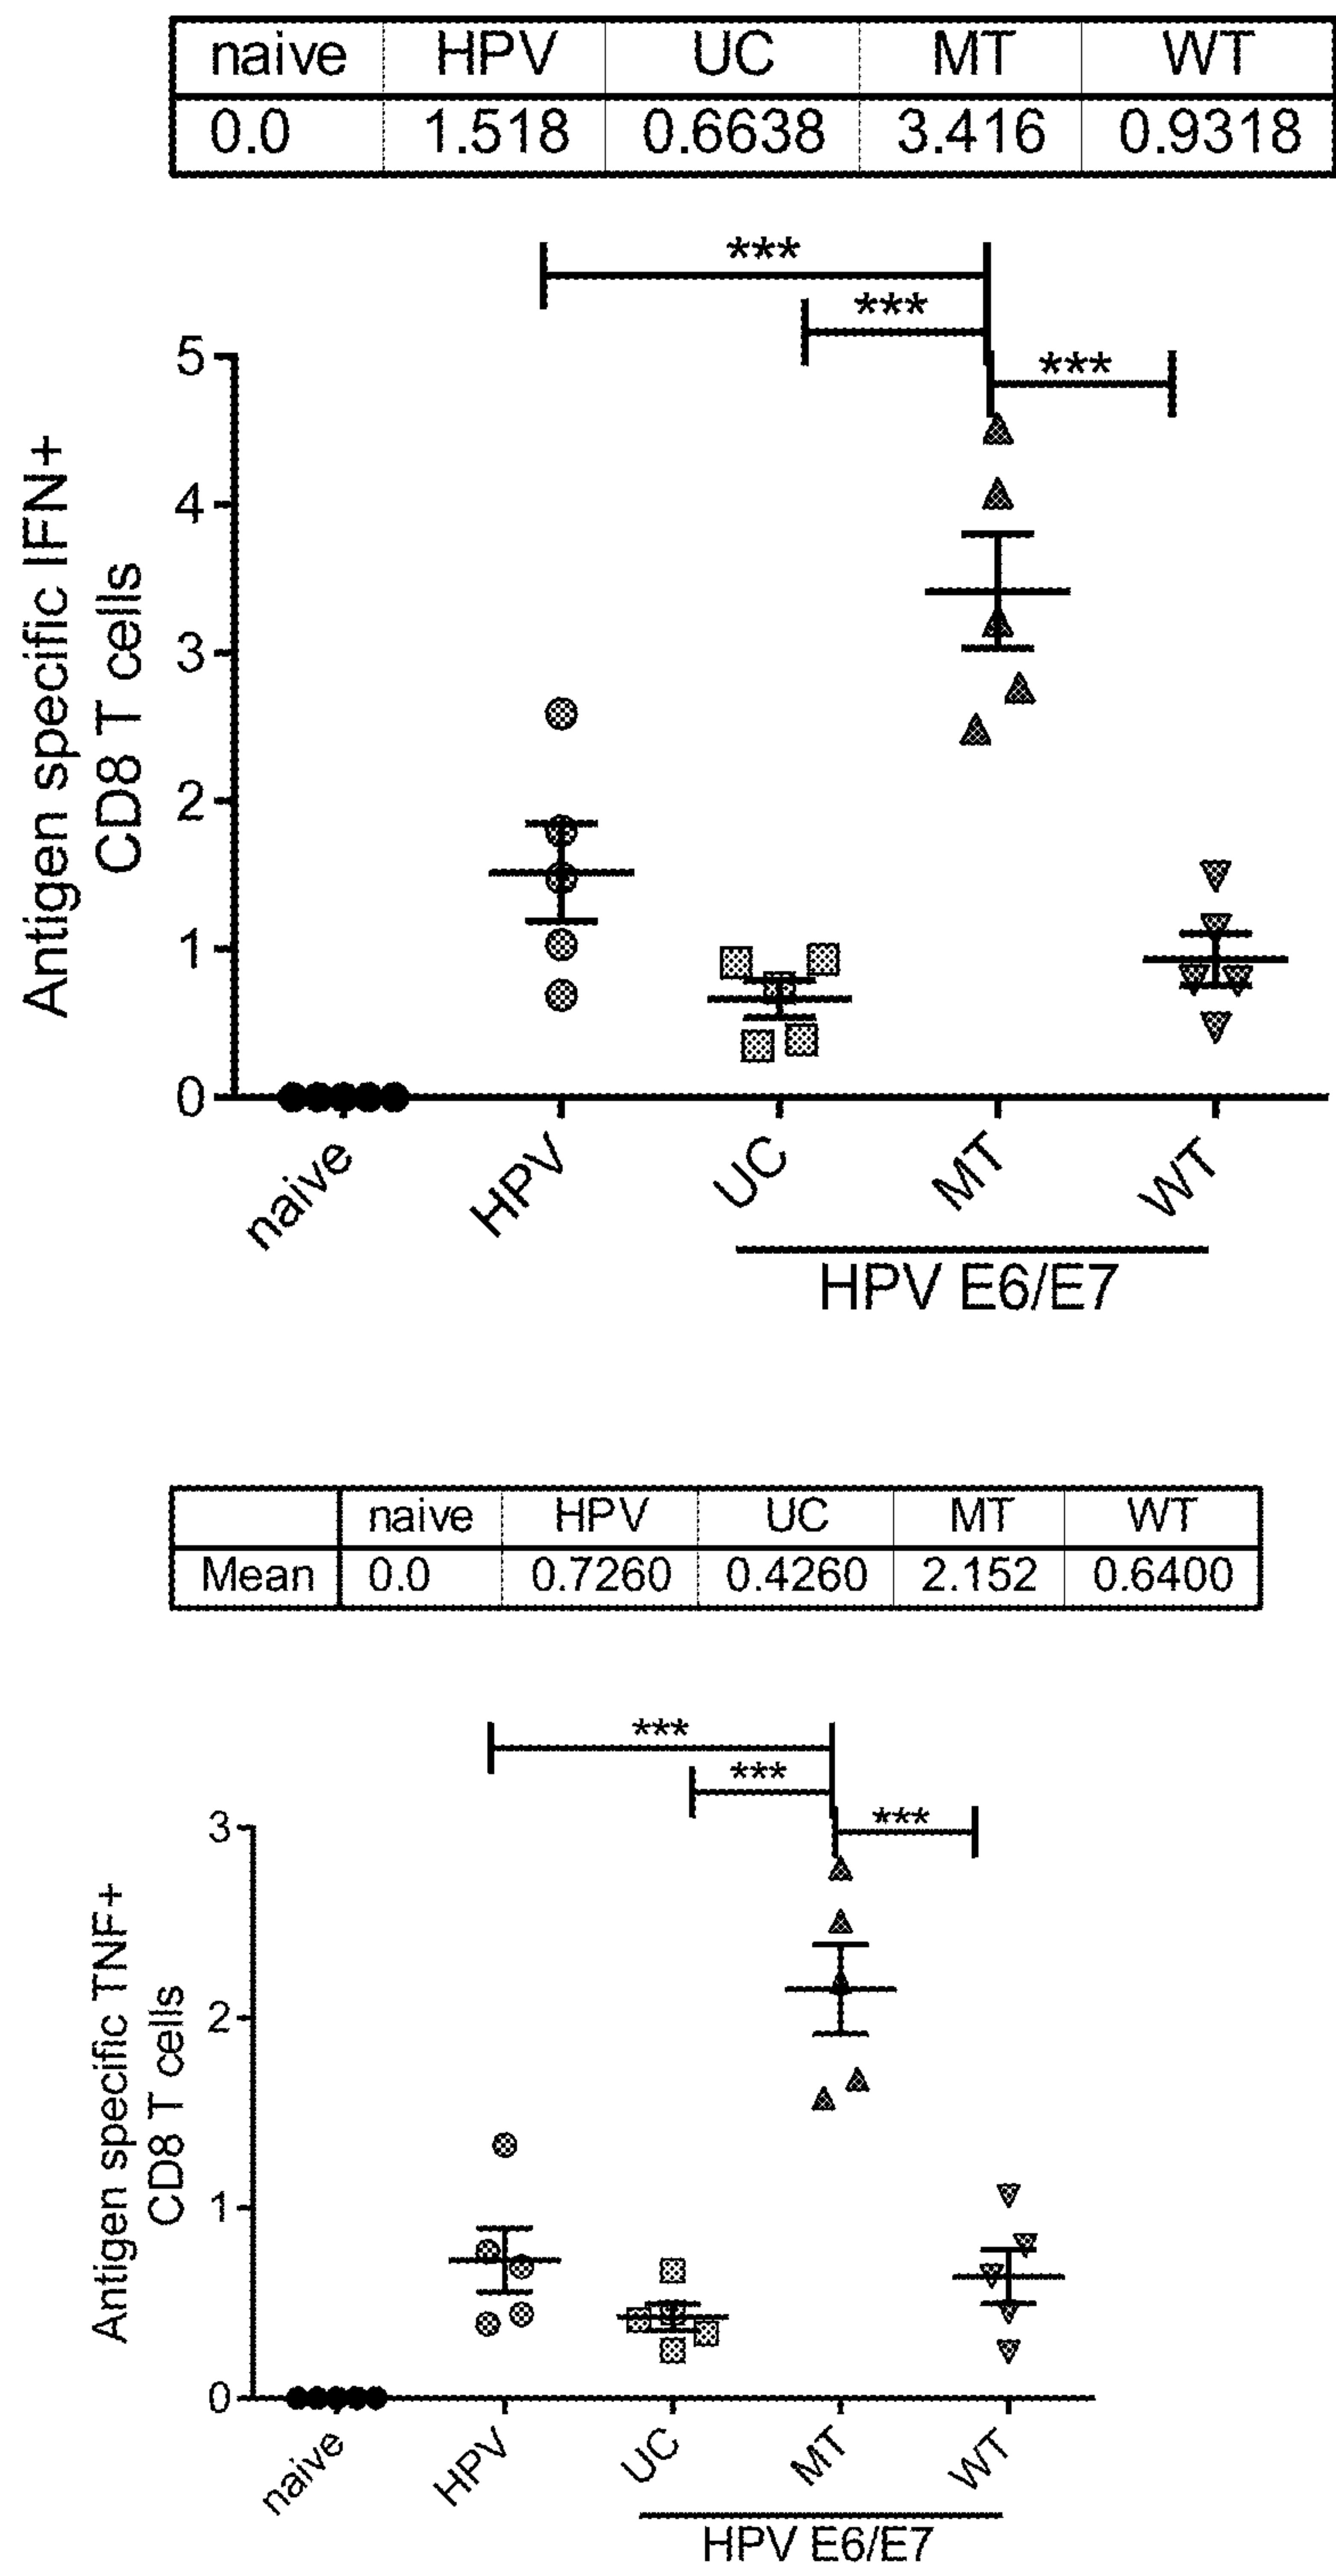 naive HPV UC MT WT
0.0 1.518 0.6638 3.416 0.9318
***
***
***
5
4
3
2
1
0
Antigen specific IFN+
CD8 T cells
naive HPV UC MT WT
HPV E6/E7
naive HPV UC MT WT
Mean 0.0 0.7260 0.4260 2.152 0.6400
***
***
***
3
2
1
0
Antigen specific TNF+
CD8 T cells
naive HPV UC MT WT
HPV E6/E7